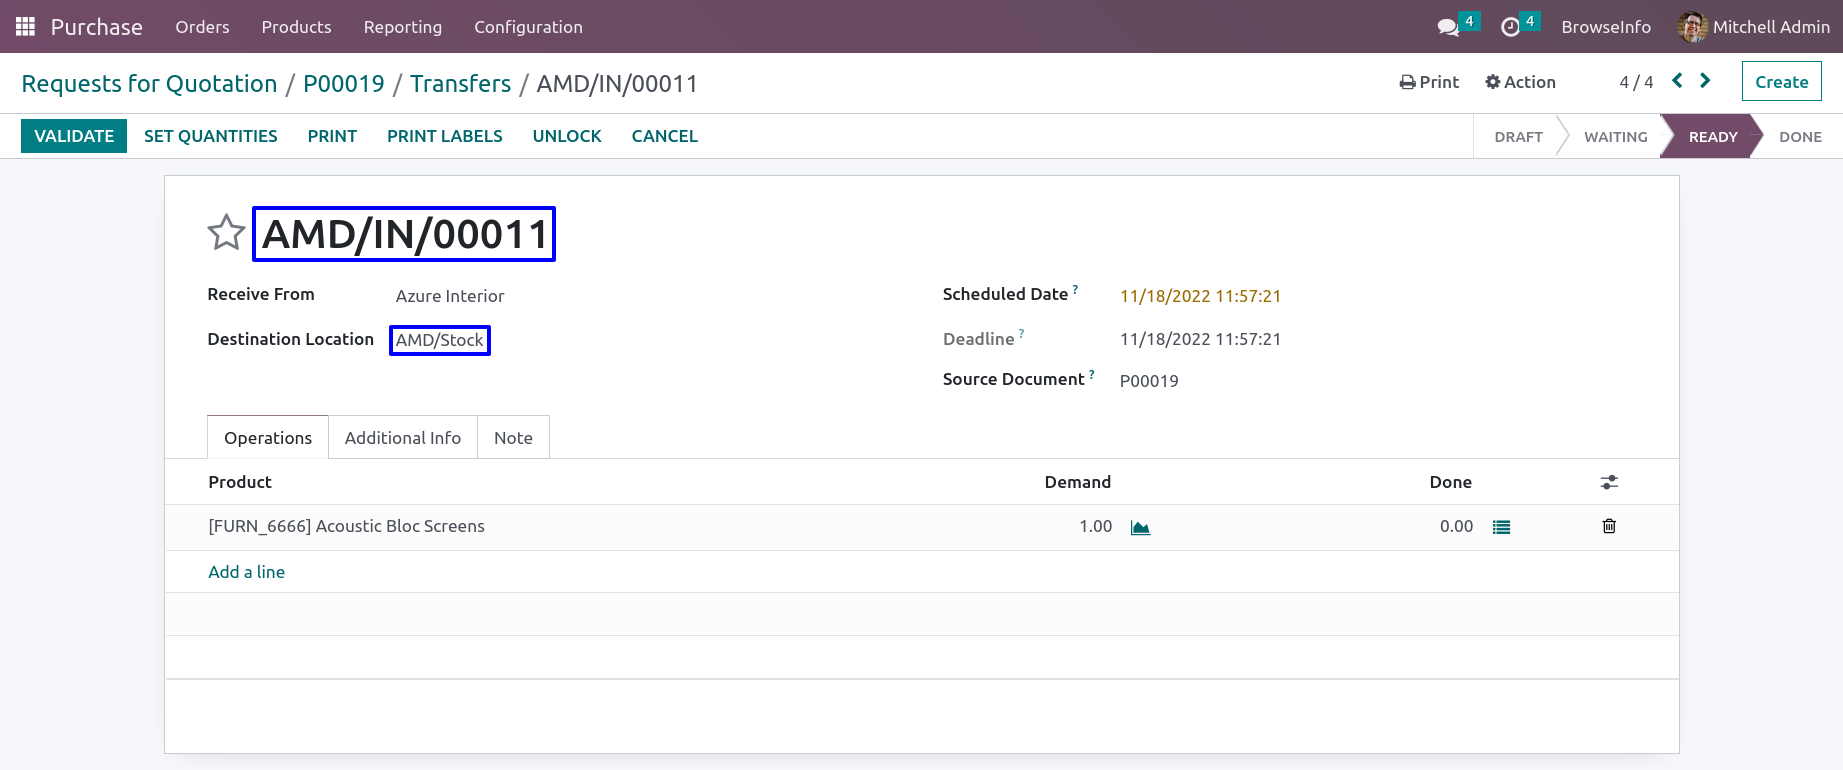 Purchase Orders Products Reporting Configuration 4 4 BrowseInfo Mitchell Admin
Requests for Quotation / P00019 / Transfers / AMD/IN/00011 Print Action 4 / 4 Create
VALIDATE SET QUANTITIES PRINT PRINT LABELS UNLOCK CANCEL DRAFT WAITING READY DONE
AMD/IN/00011
Receive From Azure Interior Scheduled Date ? 11/18/2022 11:57:21
Destination Location AMD/Stock Deadline ? 11/18/2022 11:57:21
Source Document ? P00019
Operations Additional Info Note
Product Demand Done
[FURN_6666] Acoustic Bloc Screens 1.00 0.00
Add a line